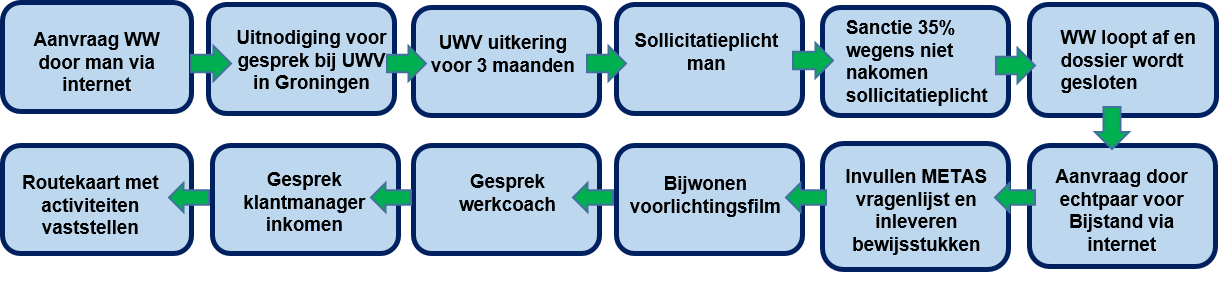 Aanvraag WW
door man via
internet
Uitnodiging voor
gesprek bij UWV
in Groningen
UWV uitkering
voor 3 maanden
Sollicitatieplicht
man
Sanctie 35%
wegens niet
nakomen
sollicitatieplicht
WW loopt af en
dossier wordt
gesloten
Aanvraag door
echtpaar voor
Bijstand via
internet
Invullen METAS
vragenlijst en
inleveren
bewijsstukken
Bijwonen
voorlichtingsfilm
Gesprek
werkcoach
Gesprek
klantmanager
inkomen
Routekaart met
activiteiten
vaststellen